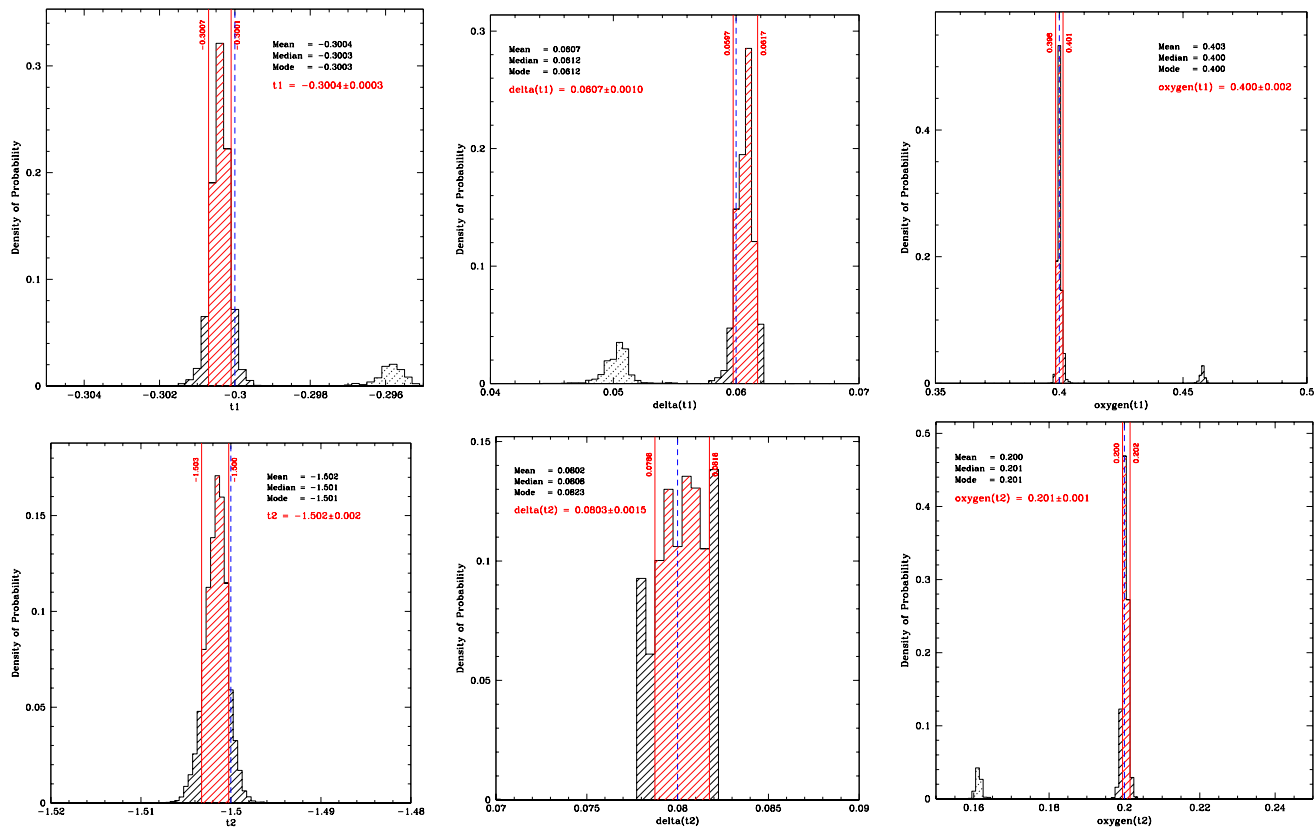 -0.3007
-0.3001
Mean = -0.3004
Median = -0.3003
Mode = -0.3003
t1 = -0.3004±0.0003
Density of Probability
0.3
0.2
0.1
0
-0.304
-0.302
-0.3
-0.298
-0.296
t1
0.0597
0.0617
Mean = 0.0607
Median = 0.0612
Mode = 0.0612
delta(t1) = 0.0607±0.0010
Density of Probability
0.3
0.2
0.1
0
0.04
0.05
0.06
0.07
delta(t1)
0.398
0.401
Mean = 0.403
Median = 0.400
Mode = 0.400
oxygen(t1) = 0.400±0.002
Density of Probability
0.4
0.2
0
0.35
0.4
0.45
0.5
oxygen(t1)
-1.503
-1.500
Mean = -1.502
Median = -1.501
Mode = -1.501
t2 = -1.502±0.002
Density of Probability
0.15
0.1
0.05
0
-1.52
-1.51
-1.5
-1.49
-1.48
t2
0.0788
0.0818
Mean = 0.0802
Median = 0.0806
Mode = 0.0823
delta(t2) = 0.0803±0.0015
Density of Probability
0.15
0.1
0.05
0
0.07
0.075
0.08
0.085
0.09
delta(t2)
0.200
0.202
Mean = 0.200
Median = 0.201
Mode = 0.201
oxygen(t2) = 0.201±0.001
Density of Probability
0.5
0.4
0.3
0.2
0.1
0
0.16
0.18
0.2
0.22
0.24
oxygen(t2)